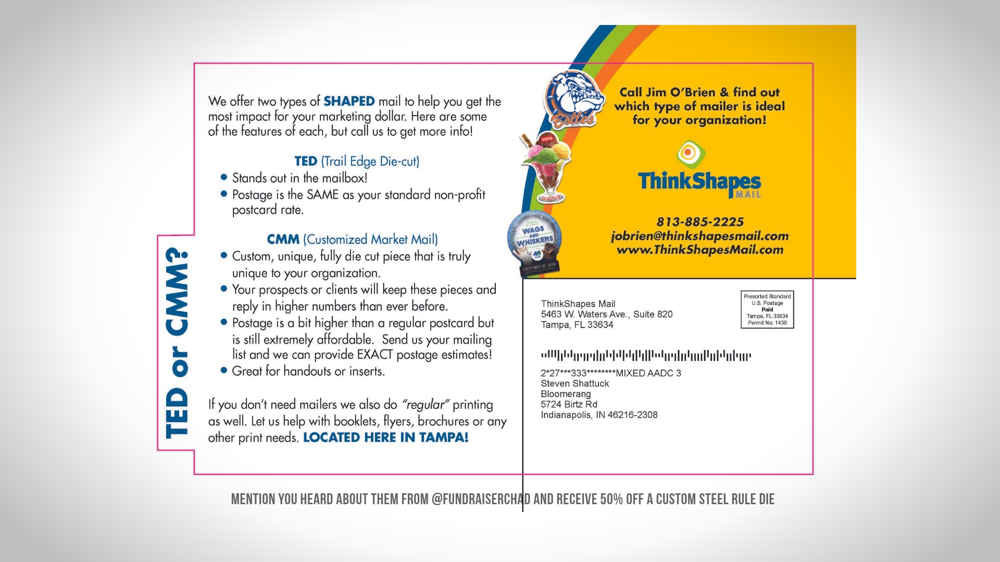 TED or CMM?
We offer two types of SHAPED mail to help you get the
most impact for your marketing dollar. Here are some
of the features of each, but call us to get more info!
TED (Trail Edge Die-cut)
● Stands out in the mailbox!
● Postage is the SAME as your standard non-profit
postcard rate.
CMM (Customized Market Mail)
● Custom, unique, fully die cut piece that is truly
unique to your organization.
● Your prospects or clients will keep these pieces and
reply in higher numbers than ever before.
● Postage is a bit higher than a regular postcard but
is still extremely affordable. Send us your mailing
list and we can provide EXACT postage estimates!
● Great for handouts or inserts.
If you don't need mailers we also do “regular” printing
as well. Let us help with booklets, flyers, brochures or any
other print needs. LOCATED HERE IN TAMPA!
Bolles
VOTE
WAGNER
FRIENDS
OF STRAYS
WAGS
AND
WHISKERS
40
YEARS
OCTOBER 20, 2018
Call Jim O'Brien & find out
which type of mailer is ideal
for your organization!
ThinkShapes
MAIL
813-885-2225
jobrien@thinkshapesmail.com
www.ThinkShapesMail.com
ThinkShapes Mail
5463 W. Waters Ave., Suite 820
Tampa, FL 33634
Presorted Standard
U.S. Postage
Paid
Tampa, FL 33634
Permit No. 1439
2*27***333********MIXED AADC 3
Steven Shattuck
Bloomerang
5724 Birtz Rd
Indianapolis, IN 46216-2308
MENTION YOU HEARD ABOUT THEM FROM @FUNDRAISERCHAD AND RECEIVE 50% OFF A CUSTOM STEEL RULE DIE